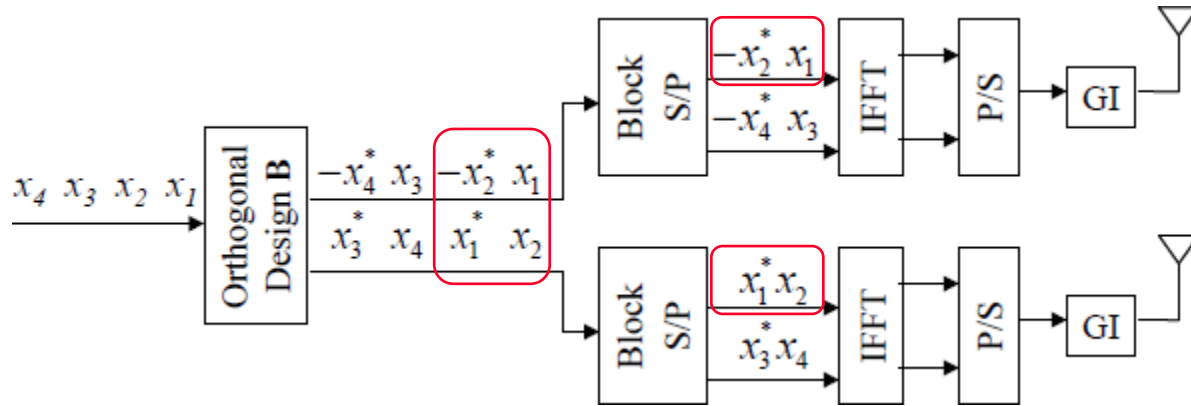 x₄ x₃ x₂ x₁
Orthogonal
Design B
−x₄* x₃ −x₂* x₁
x₃* x₄ x₁* x₂
Block
S/P
−x₂* x₁
−x₄* x₃
IFFT
P/S
GI
Block
S/P
x₁* x₂
x₃* x₄
IFFT
P/S
GI